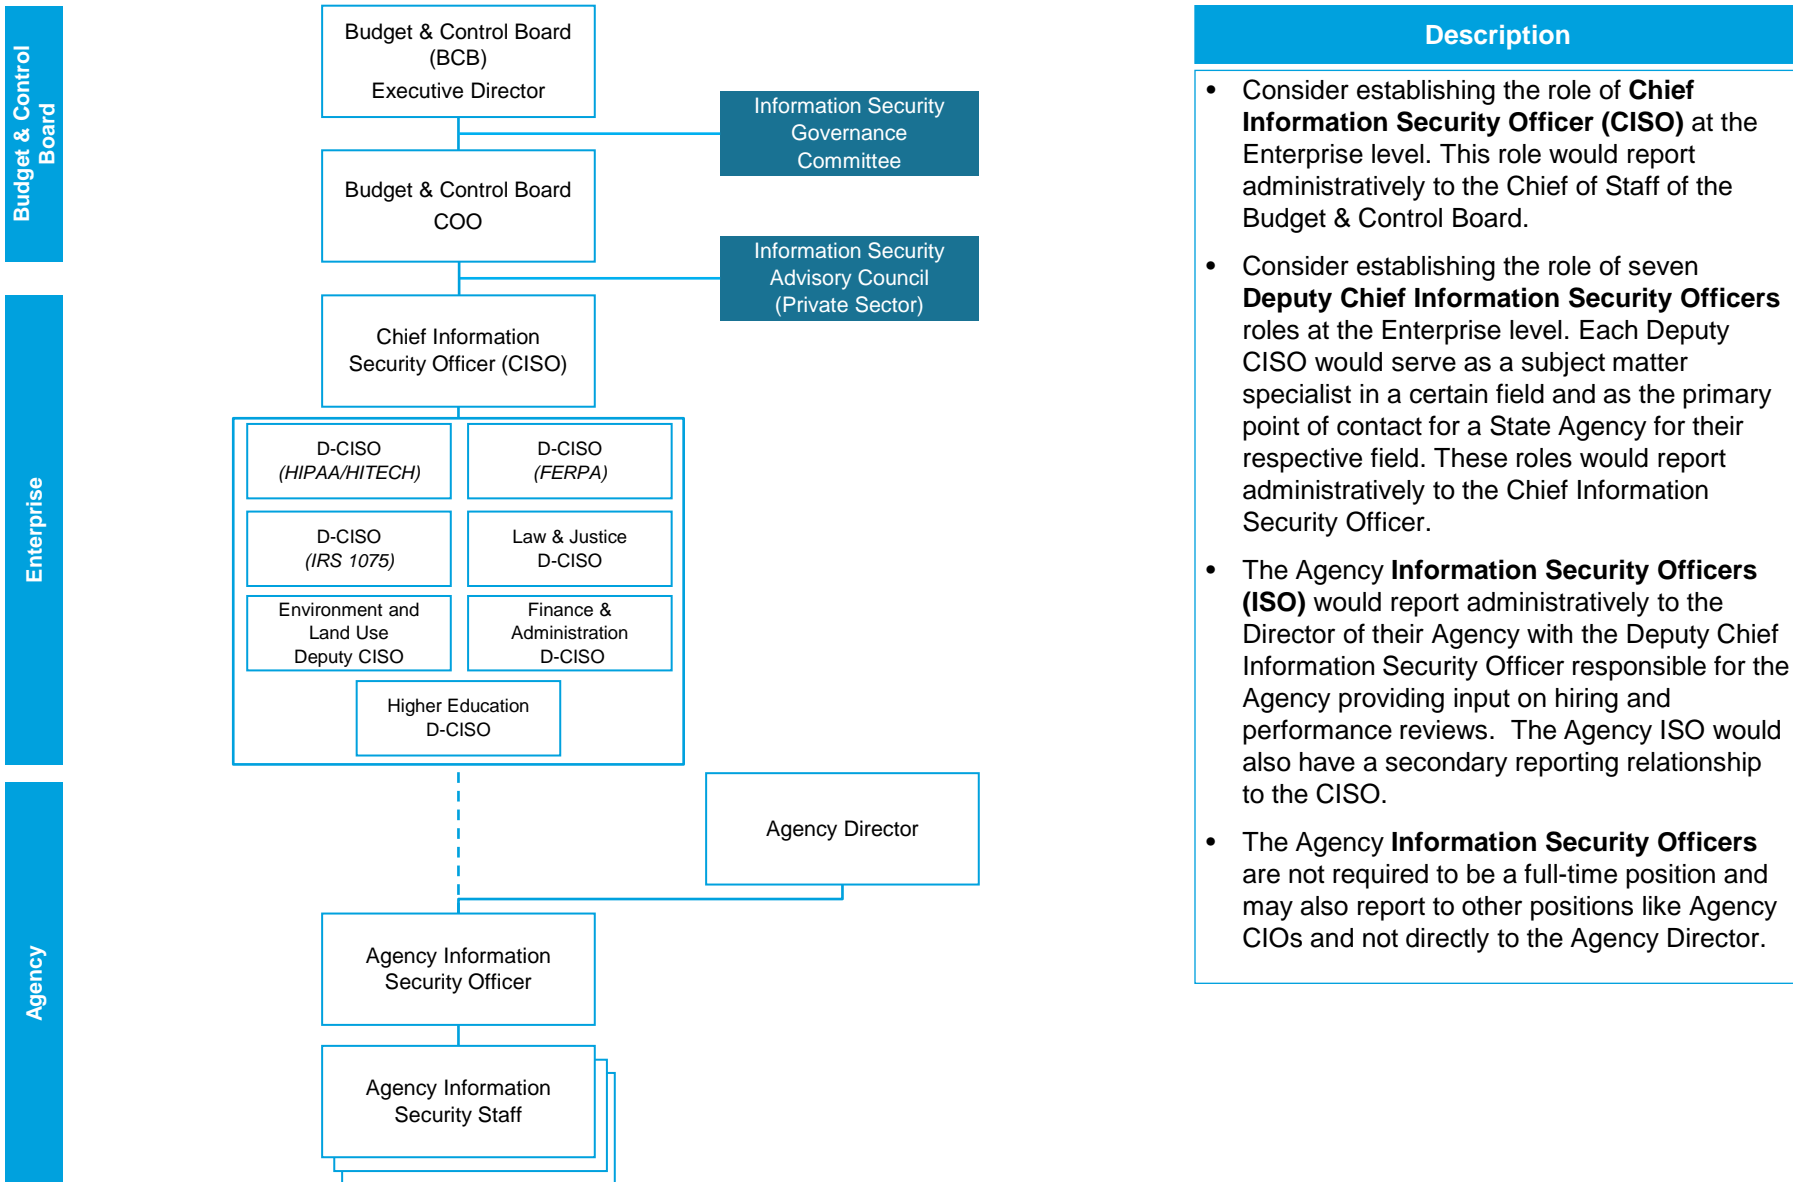 Budget & Control
Board
Enterprise
Agency
Budget & Control Board
(BCB)
Executive Director
Information Security
Governance
Committee
Budget & Control Board
COO
Information Security
Advisory Council
(Private Sector)
Chief Information
Security Officer (CISO)
D-CISO
(HIPAA/HITECH)
D-CISO
(FERPA)
D-CISO
(IRS 1075)
Law & Justice
D-CISO
Environment and
Land Use
Deputy CISO
Finance &
Administration
D-CISO
Higher Education
D-CISO
Agency Director
Agency Information
Security Officer
Agency Information
Security Staff
Description
• Consider establishing the role of Chief
Information Security Officer (CISO) at the
Enterprise level. This role would report
administratively to the Chief of Staff of the
Budget & Control Board.
• Consider establishing the role of seven
Deputy Chief Information Security Officers
roles at the Enterprise level. Each Deputy
CISO would serve as a subject matter
specialist in a certain field and as the primary
point of contact for a State Agency for their
respective field. These roles would report
administratively to the Chief Information
Security Officer.
• The Agency Information Security Officers
(ISO) would report administratively to the
Director of their Agency with the Deputy Chief
Information Security Officer responsible for the
Agency providing input on hiring and
performance reviews.  The Agency ISO would
also have a secondary reporting relationship
to the CISO.
• The Agency Information Security Officers
are not required to be a full-time position and
may also report to other positions like Agency
CIOs and not directly to the Agency Director.